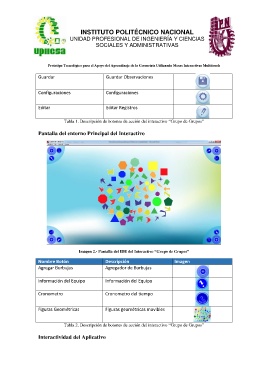 INSTITUTO POLITÉCNICO NACIONAL
UNIDAD PROFESIONAL DE INGENIERÍA Y CIENCIAS
SOCIALES Y ADMINISTRATIVAS
UPIICSA
Prototipo Tecnológico para el Apoyo del Aprendizaje de la Geometría Utilizando Mesas Interactivas Multitouch
Guardar Guardar Observaciones
Configuraciones Configuraciones
Editar Editar Registros
Tabla 1. Descripción de botones de acción del interactivo "Grupo de Grupos"
Pantalla del entorno Principal del Interactivo
Imagen 2.- Pantalla del IDE del Interactivo "Grupo de Grupos"
Nombre Botón Descripción Imagen
Agregar Burbujas Agregador de Burbujas
Información del Equipo Información del Equipo
Cronometro Cronometro del tiempo
Figuras Geométricas Figuras geométricas movibles
Tabla 2. Descripción de botones de acción del interactivo "Grupo de Grupos"
Interactividad del Aplicativo